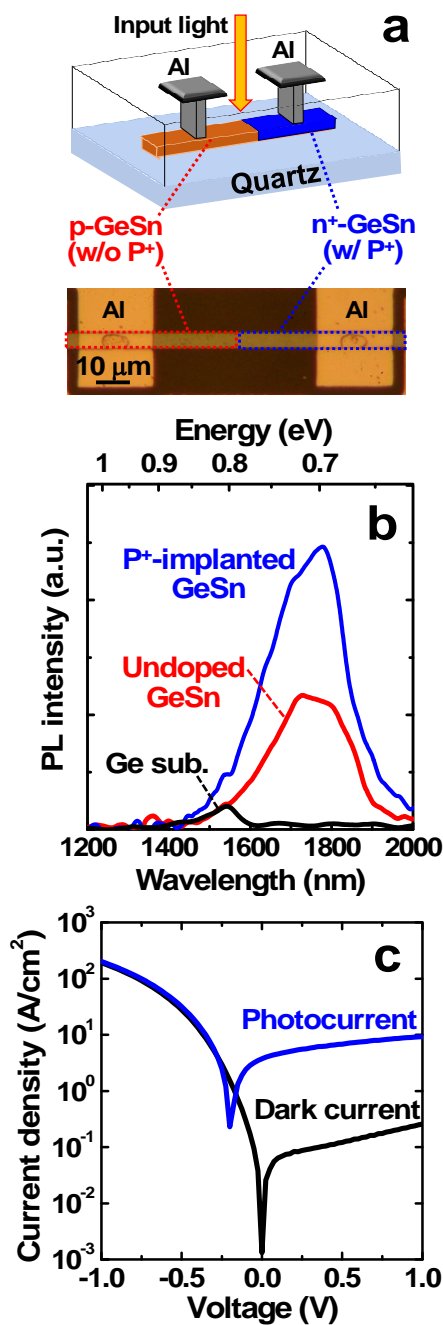 a
Input light
Al
Al
Quartz
p-GeSn
(w/o P⁺)
n⁺-GeSn
(w/ P⁺)
Al
Al
10 μm
Energy (eV)
1 0.9 0.8 0.7
b
P⁺-implanted
GeSn
Undoped
GeSn
Ge sub.
PL intensity (a.u.)
1200 1400 1600 1800 2000
Wavelength (nm)
c
10³
10²
10¹
10⁰
10⁻¹
10⁻²
10⁻³
Photocurrent
Dark current
Current density (A/cm²)
-1.0 -0.5 0.0 0.5 1.0
Voltage (V)